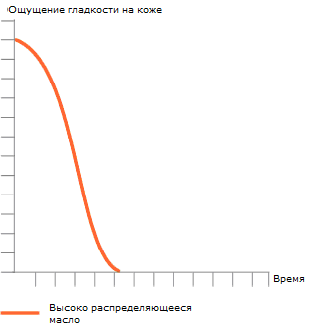 Ощущение гладкости на коже
Время
Высоко распределяющееся
масло